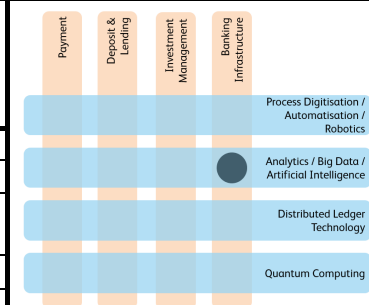 Payment
Deposit &
Lending
Investment
Management
Banking
Infrastructure
Process Digitisation /
Automatisation /
Robotics
Analytics / Big Data /
Artificial Intelligence
Distributed Ledger
Technology
Quantum Computing